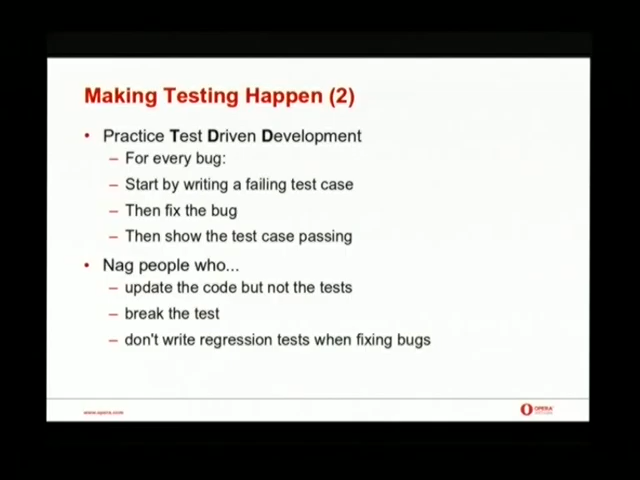 Making Testing Happen (2)
• Practice Test Driven Development
– For every bug:
– Start by writing a failing test case
– Then fix the bug
– Then show the test case passing
• Nag people who...
– update the code but not the tests
– break the test
– don't write regression tests when fixing bugs
www.opera.com
OPERA